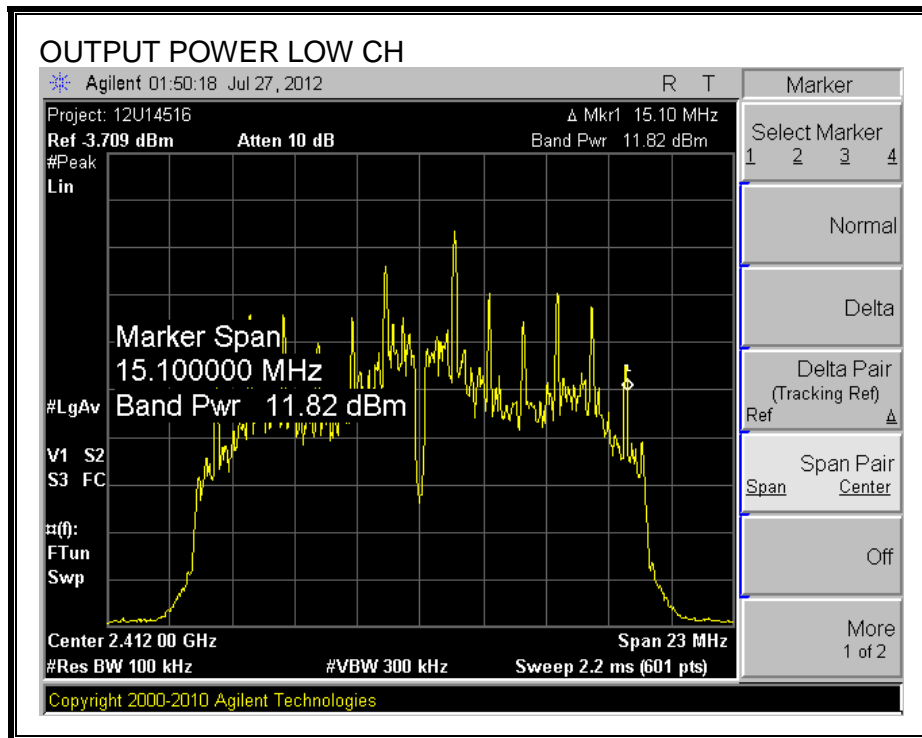 OUTPUT POWER LOW CH
Agilent 01:50:18 Jul 27, 2012 R T
Project: 12U14516 Δ Mkr1 15.10 MHz
Ref -3.709 dBm Atten 10 dB Band Pwr 11.82 dBm
#Peak
Lin
Marker Span
15.100000 MHz
Band Pwr 11.82 dBm
#LgAv
V1 S2
S3 FC
¤(f):
FTun
Swp
Center 2.412 00 GHz Span 23 MHz
#Res BW 100 kHz #VBW 300 kHz Sweep 2.2 ms (601 pts)
Copyright 2000-2010 Agilent Technologies
Marker
Select Marker
1 2 3 4
Normal
Delta
Delta Pair
(Tracking Ref)
Ref Δ
Span Pair
Span Center
Off
More
1 of 2